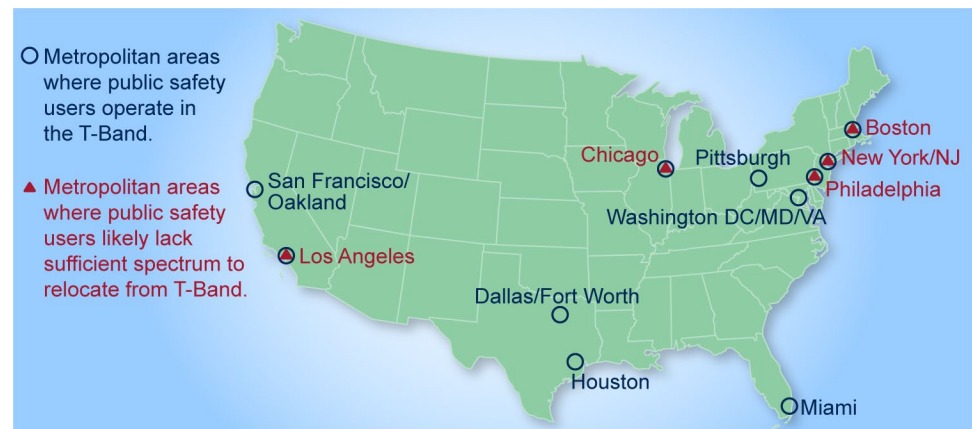 Metropolitan areas
where public safety
users operate in
the T-Band.
Metropolitan areas
where public safety
users likely lack
sufficient spectrum to
relocate from T-Band.
San Francisco/
Oakland
Los Angeles
Chicago
Pittsburgh
Boston
New York/NJ
Philadelphia
Washington DC/MD/VA
Dallas/Fort Worth
Houston
Miami